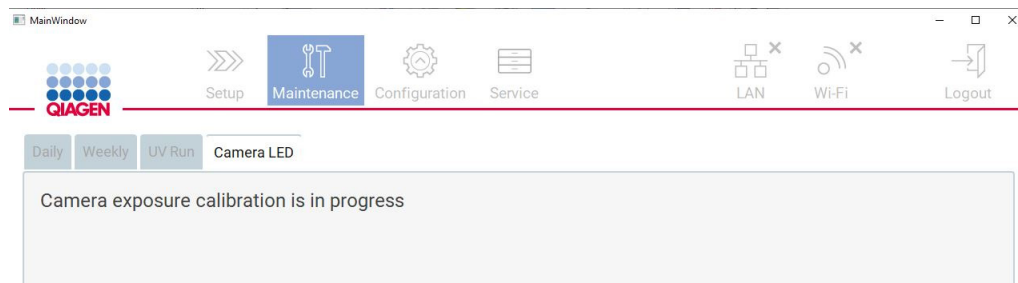 MainWindow
QIAGEN
Setup
Maintenance
Configuration
Service
LAN
Wi-Fi
Logout
Daily
Weekly
UV Run
Camera LED
Camera exposure calibration is in progress